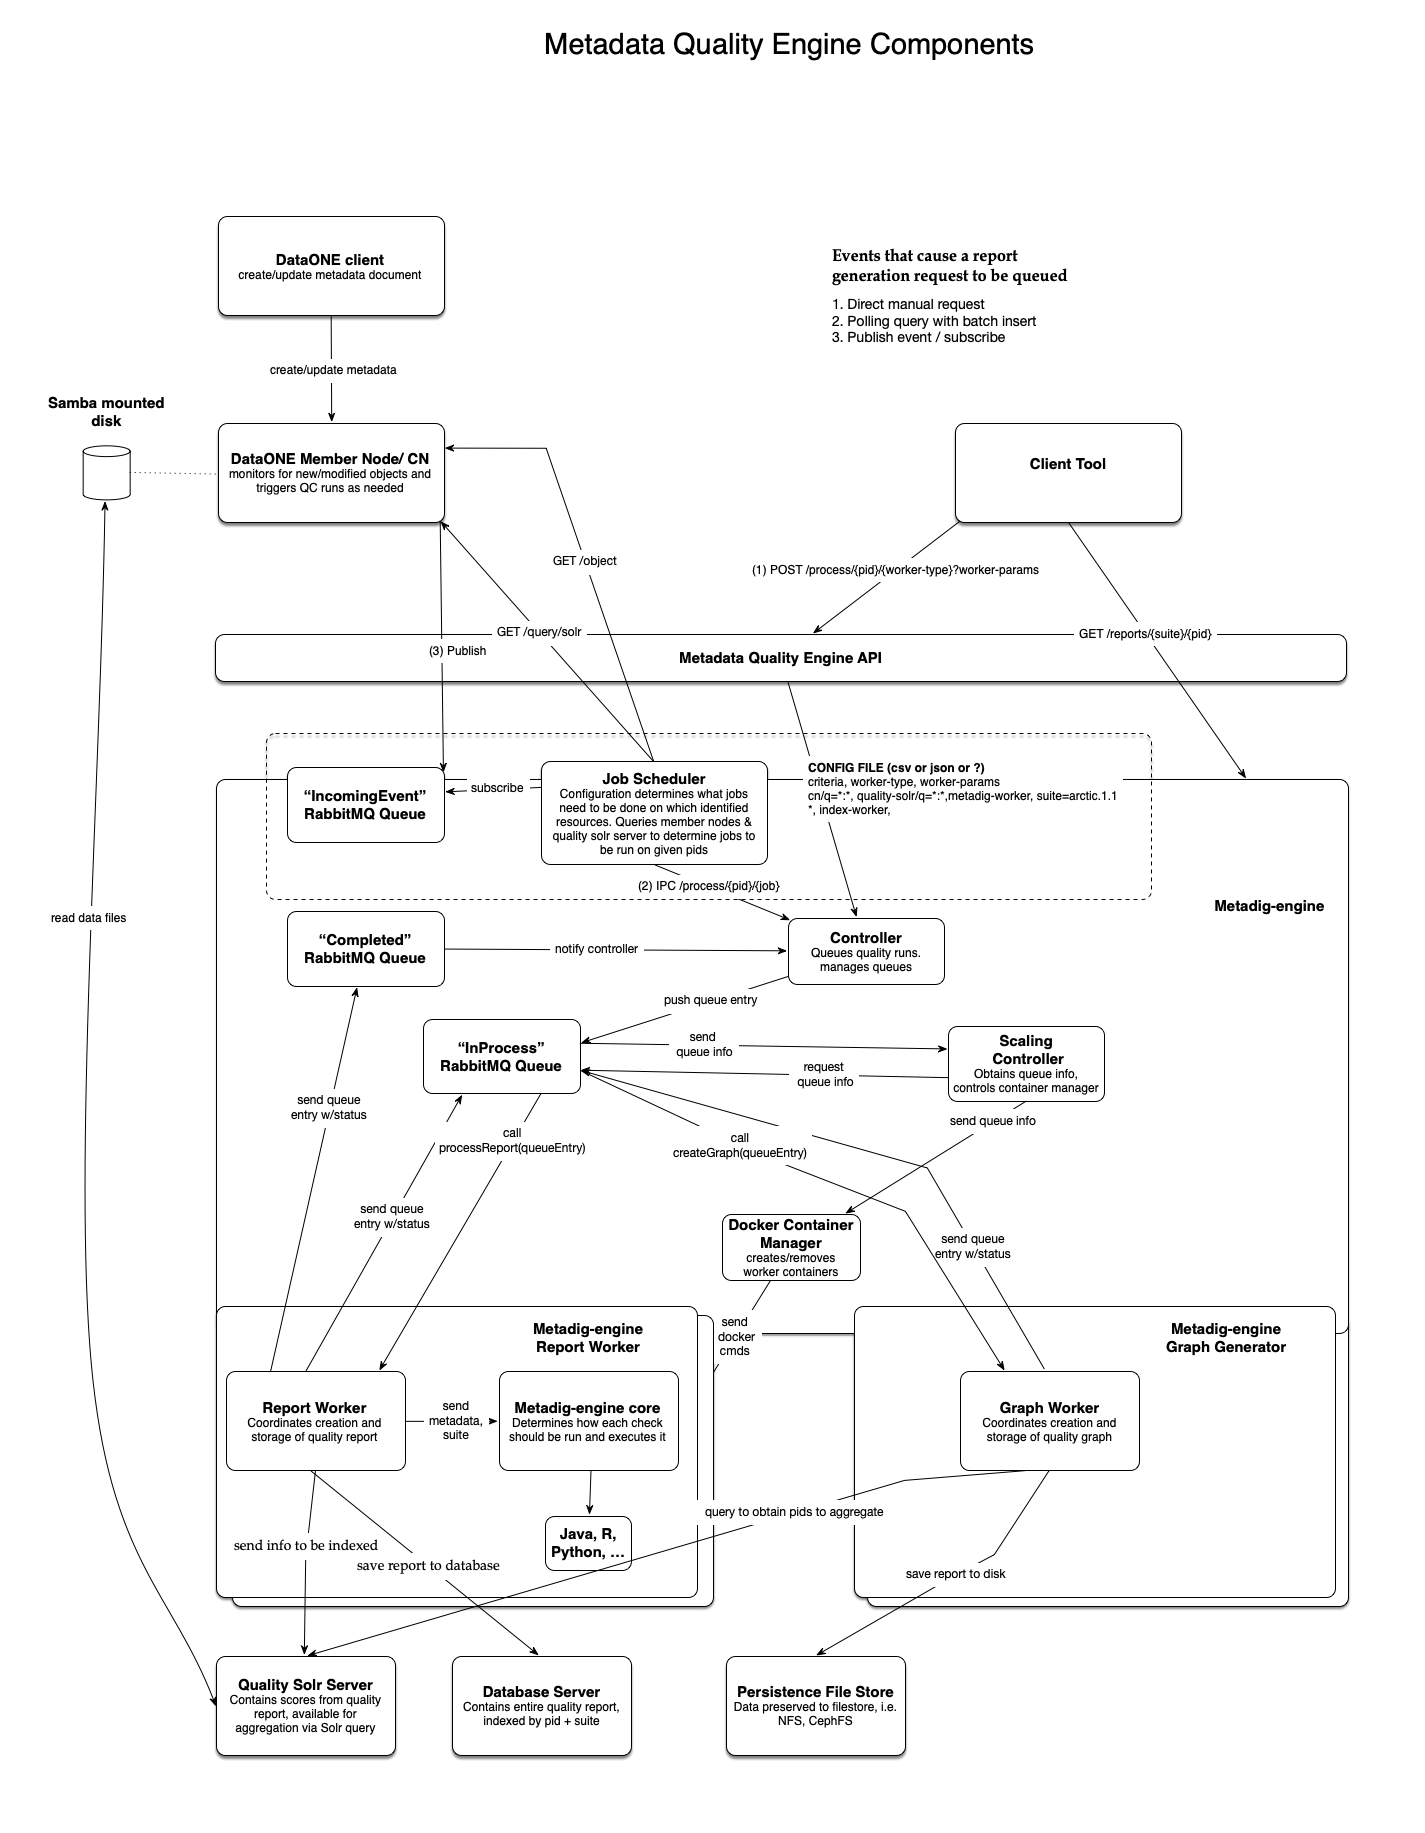 Metadata Quality Engine Components
DataONE client
create/update metadata document
Events that cause a report
generation request to be queued
1. Direct manual request
2. Polling query with batch insert
3. Publish event / subscribe
create/update metadata
Samba mounted
disk
DataONE Member Node/ CN
monitors for new/modified objects and
triggers QC runs as needed
Client Tool
GET /object
(1) POST /process/{pid}/{worker-type}?worker-params
GET /query/solr
GET /reports/{suite}/{pid}
(3) Publish
Metadata Quality Engine API
“IncomingEvent”
RabbitMQ Queue
subscribe
Job Scheduler
Configuration determines what jobs
need to be done on which identified
resources. Queries member nodes &
quality solr server to determine jobs to
be run on given pids
CONFIG FILE (csv or json or ?)
criteria, worker-type, worker-params
cn/q=*:*, quality-solr/q=*:*,metadig-worker, suite=arctic.1.1
*, index-worker,
(2) IPC /process/{pid}/{job}
Metadig-engine
read data files
“Completed”
RabbitMQ Queue
notify controller
Controller
Queues quality runs.
manages queues
push queue entry
“InProcess”
RabbitMQ Queue
send
queue info
request
queue info
Scaling
Controller
Obtains queue info,
controls container manager
send queue
entry w/status
call
processReport(queueEntry)
call
createGraph(queueEntry)
send queue info
send queue
entry w/status
Docker Container
Manager
creates/removes
worker containers
send queue
entry w/status
Metadig-engine
Report Worker
send
docker
cmds
Metadig-engine
Graph Generator
Report Worker
Coordinates creation and
storage of quality report
send
metadata,
suite
Metadig-engine core
Determines how each check
should be run and executes it
Graph Worker
Coordinates creation and
storage of quality graph
query to obtain pids to aggregate
Java, R,
Python, …
send info to be indexed
save report to database
save report to disk
Quality Solr Server
Contains scores from quality
report, available for
aggregation via Solr query
Database Server
Contains entire quality report,
indexed by pid + suite
Persistence File Store
Data preserved to filestore, i.e.
NFS, CephFS